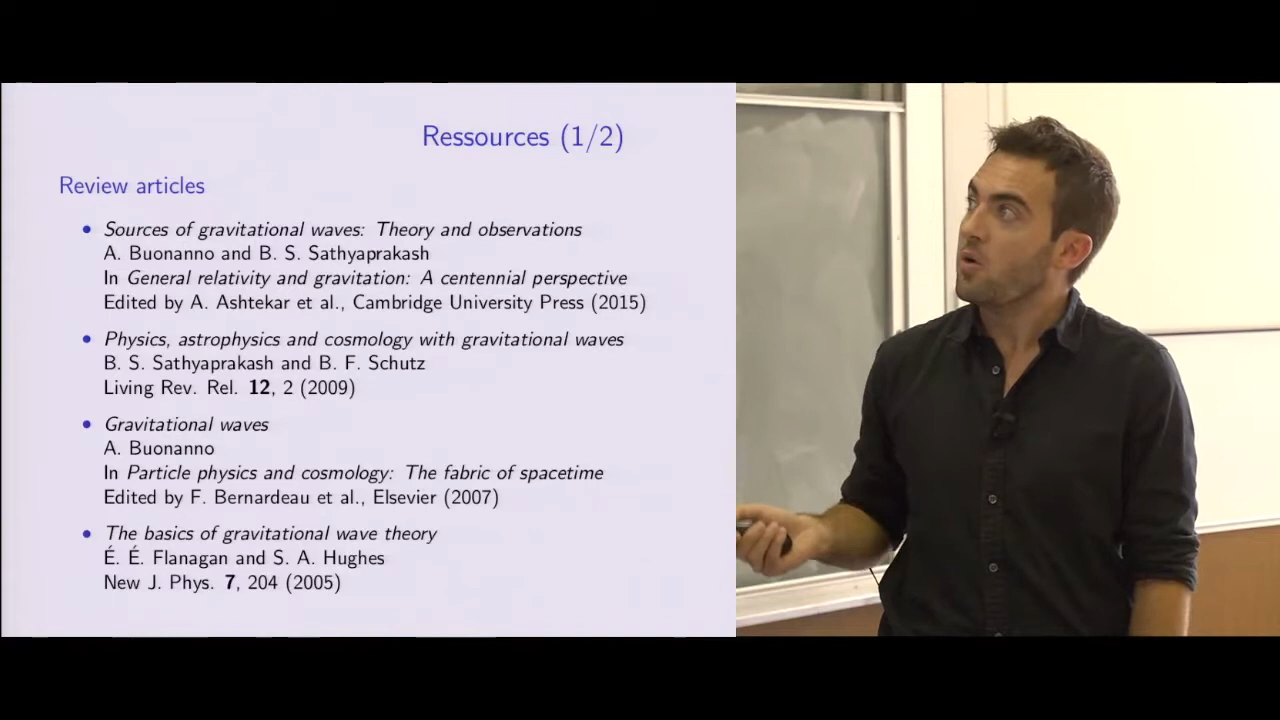 Ressources (1/2)
Review articles
• Sources of gravitational waves: Theory and observations
A. Buonanno and B. S. Sathyaprakash
In General relativity and gravitation: A centennial perspective
Edited by A. Ashtekar et al., Cambridge University Press (2015)
• Physics, astrophysics and cosmology with gravitational waves
B. S. Sathyaprakash and B. F. Schutz
Living Rev. Rel. 12, 2 (2009)
• Gravitational waves
A. Buonanno
In Particle physics and cosmology: The fabric of spacetime
Edited by F. Bernardeau et al., Elsevier (2007)
• The basics of gravitational wave theory
É. É. Flanagan and S. A. Hughes
New J. Phys. 7, 204 (2005)